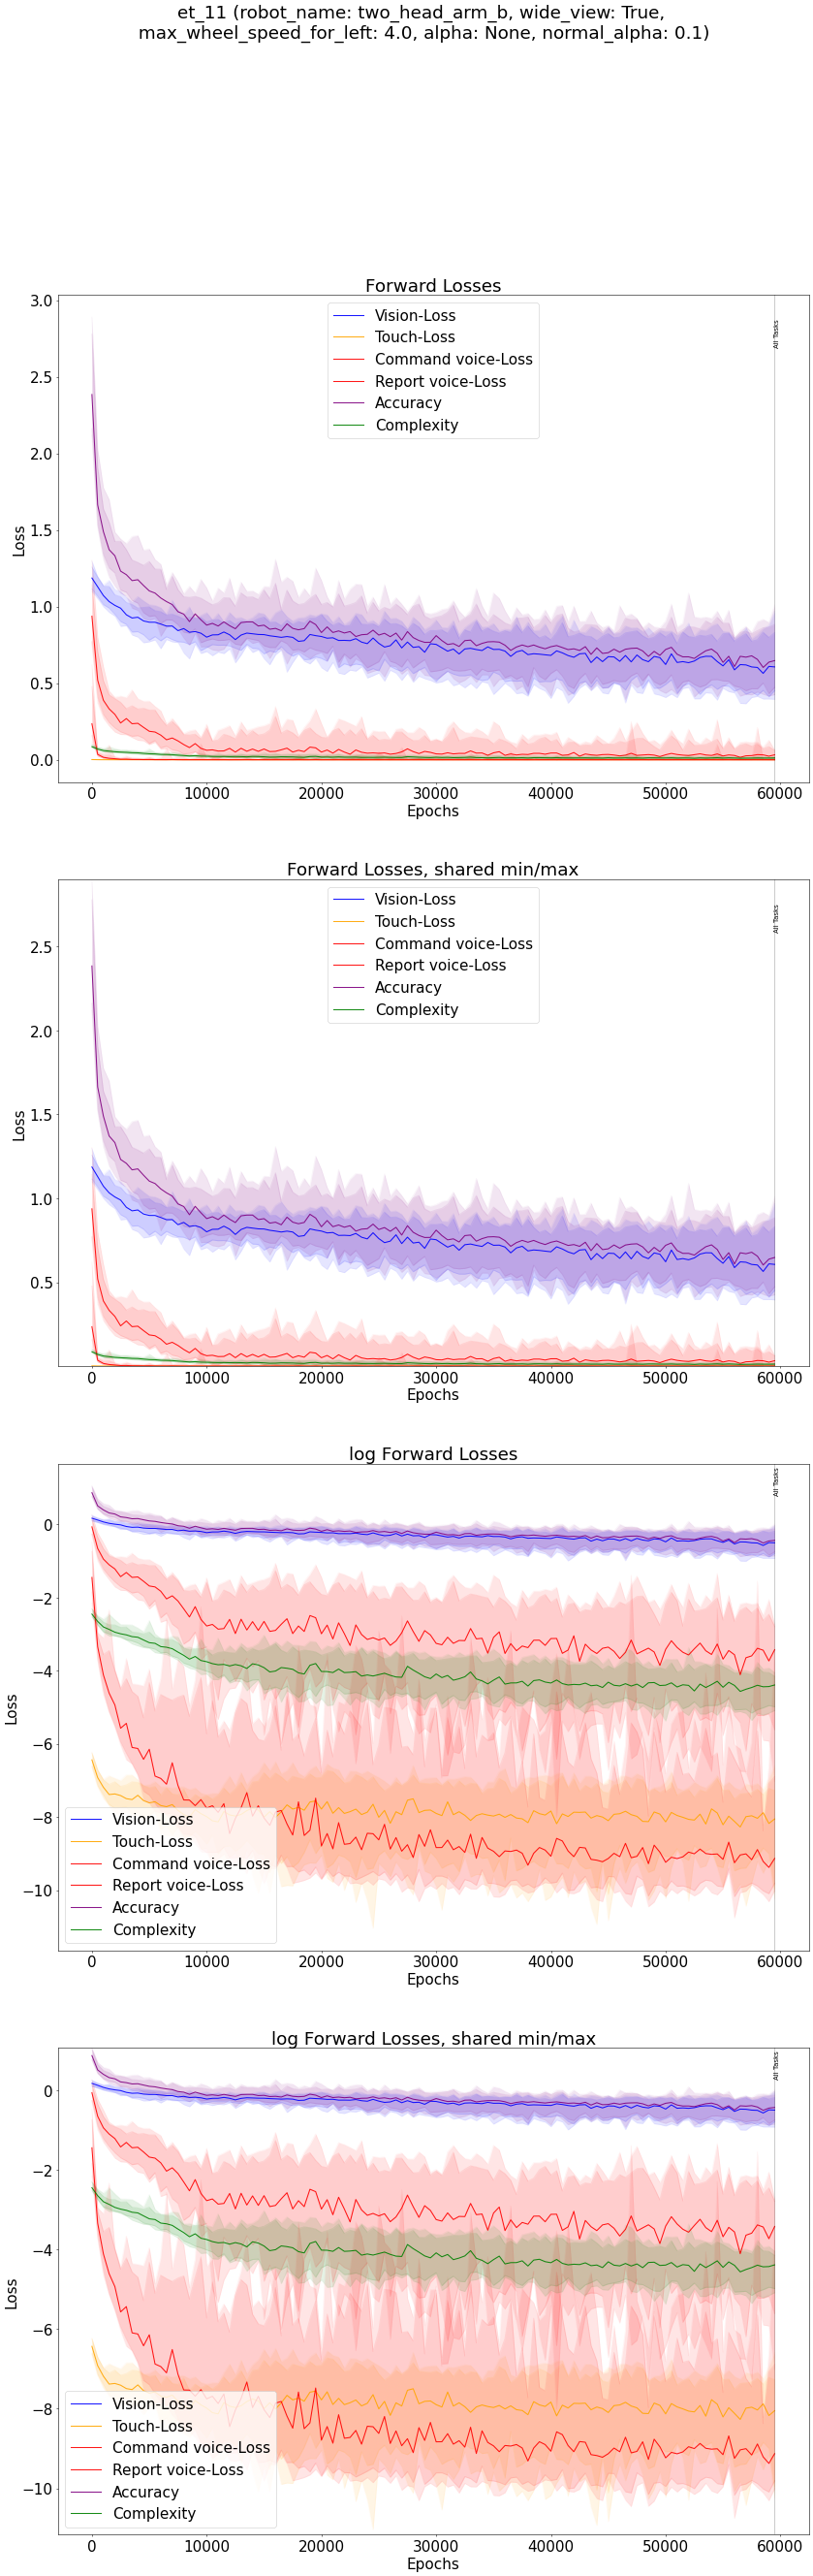 et_11 (robot_name: two_head_arm_b, wide_view: True,
max_wheel_speed_for_left: 4.0, alpha: None, normal_alpha: 0.1)
Forward Losses
3.0
2.5
2.0
1.5
1.0
0.5
0.0
Loss
Vision-Loss
Touch-Loss
Command voice-Loss
Report voice-Loss
Accuracy
Complexity
All Tasks
0 10000 20000 30000 40000 50000 60000
Epochs
Forward Losses, shared min/max
2.5
2.0
1.5
1.0
0.5
Loss
Vision-Loss
Touch-Loss
Command voice-Loss
Report voice-Loss
Accuracy
Complexity
All Tasks
0 10000 20000 30000 40000 50000 60000
Epochs
log Forward Losses
0
−2
−4
−6
−8
−10
Loss
Vision-Loss
Touch-Loss
Command voice-Loss
Report voice-Loss
Accuracy
Complexity
All Tasks
0 10000 20000 30000 40000 50000 60000
Epochs
log Forward Losses, shared min/max
0
−2
−4
−6
−8
−10
Loss
Vision-Loss
Touch-Loss
Command voice-Loss
Report voice-Loss
Accuracy
Complexity
All Tasks
0 10000 20000 30000 40000 50000 60000
Epochs